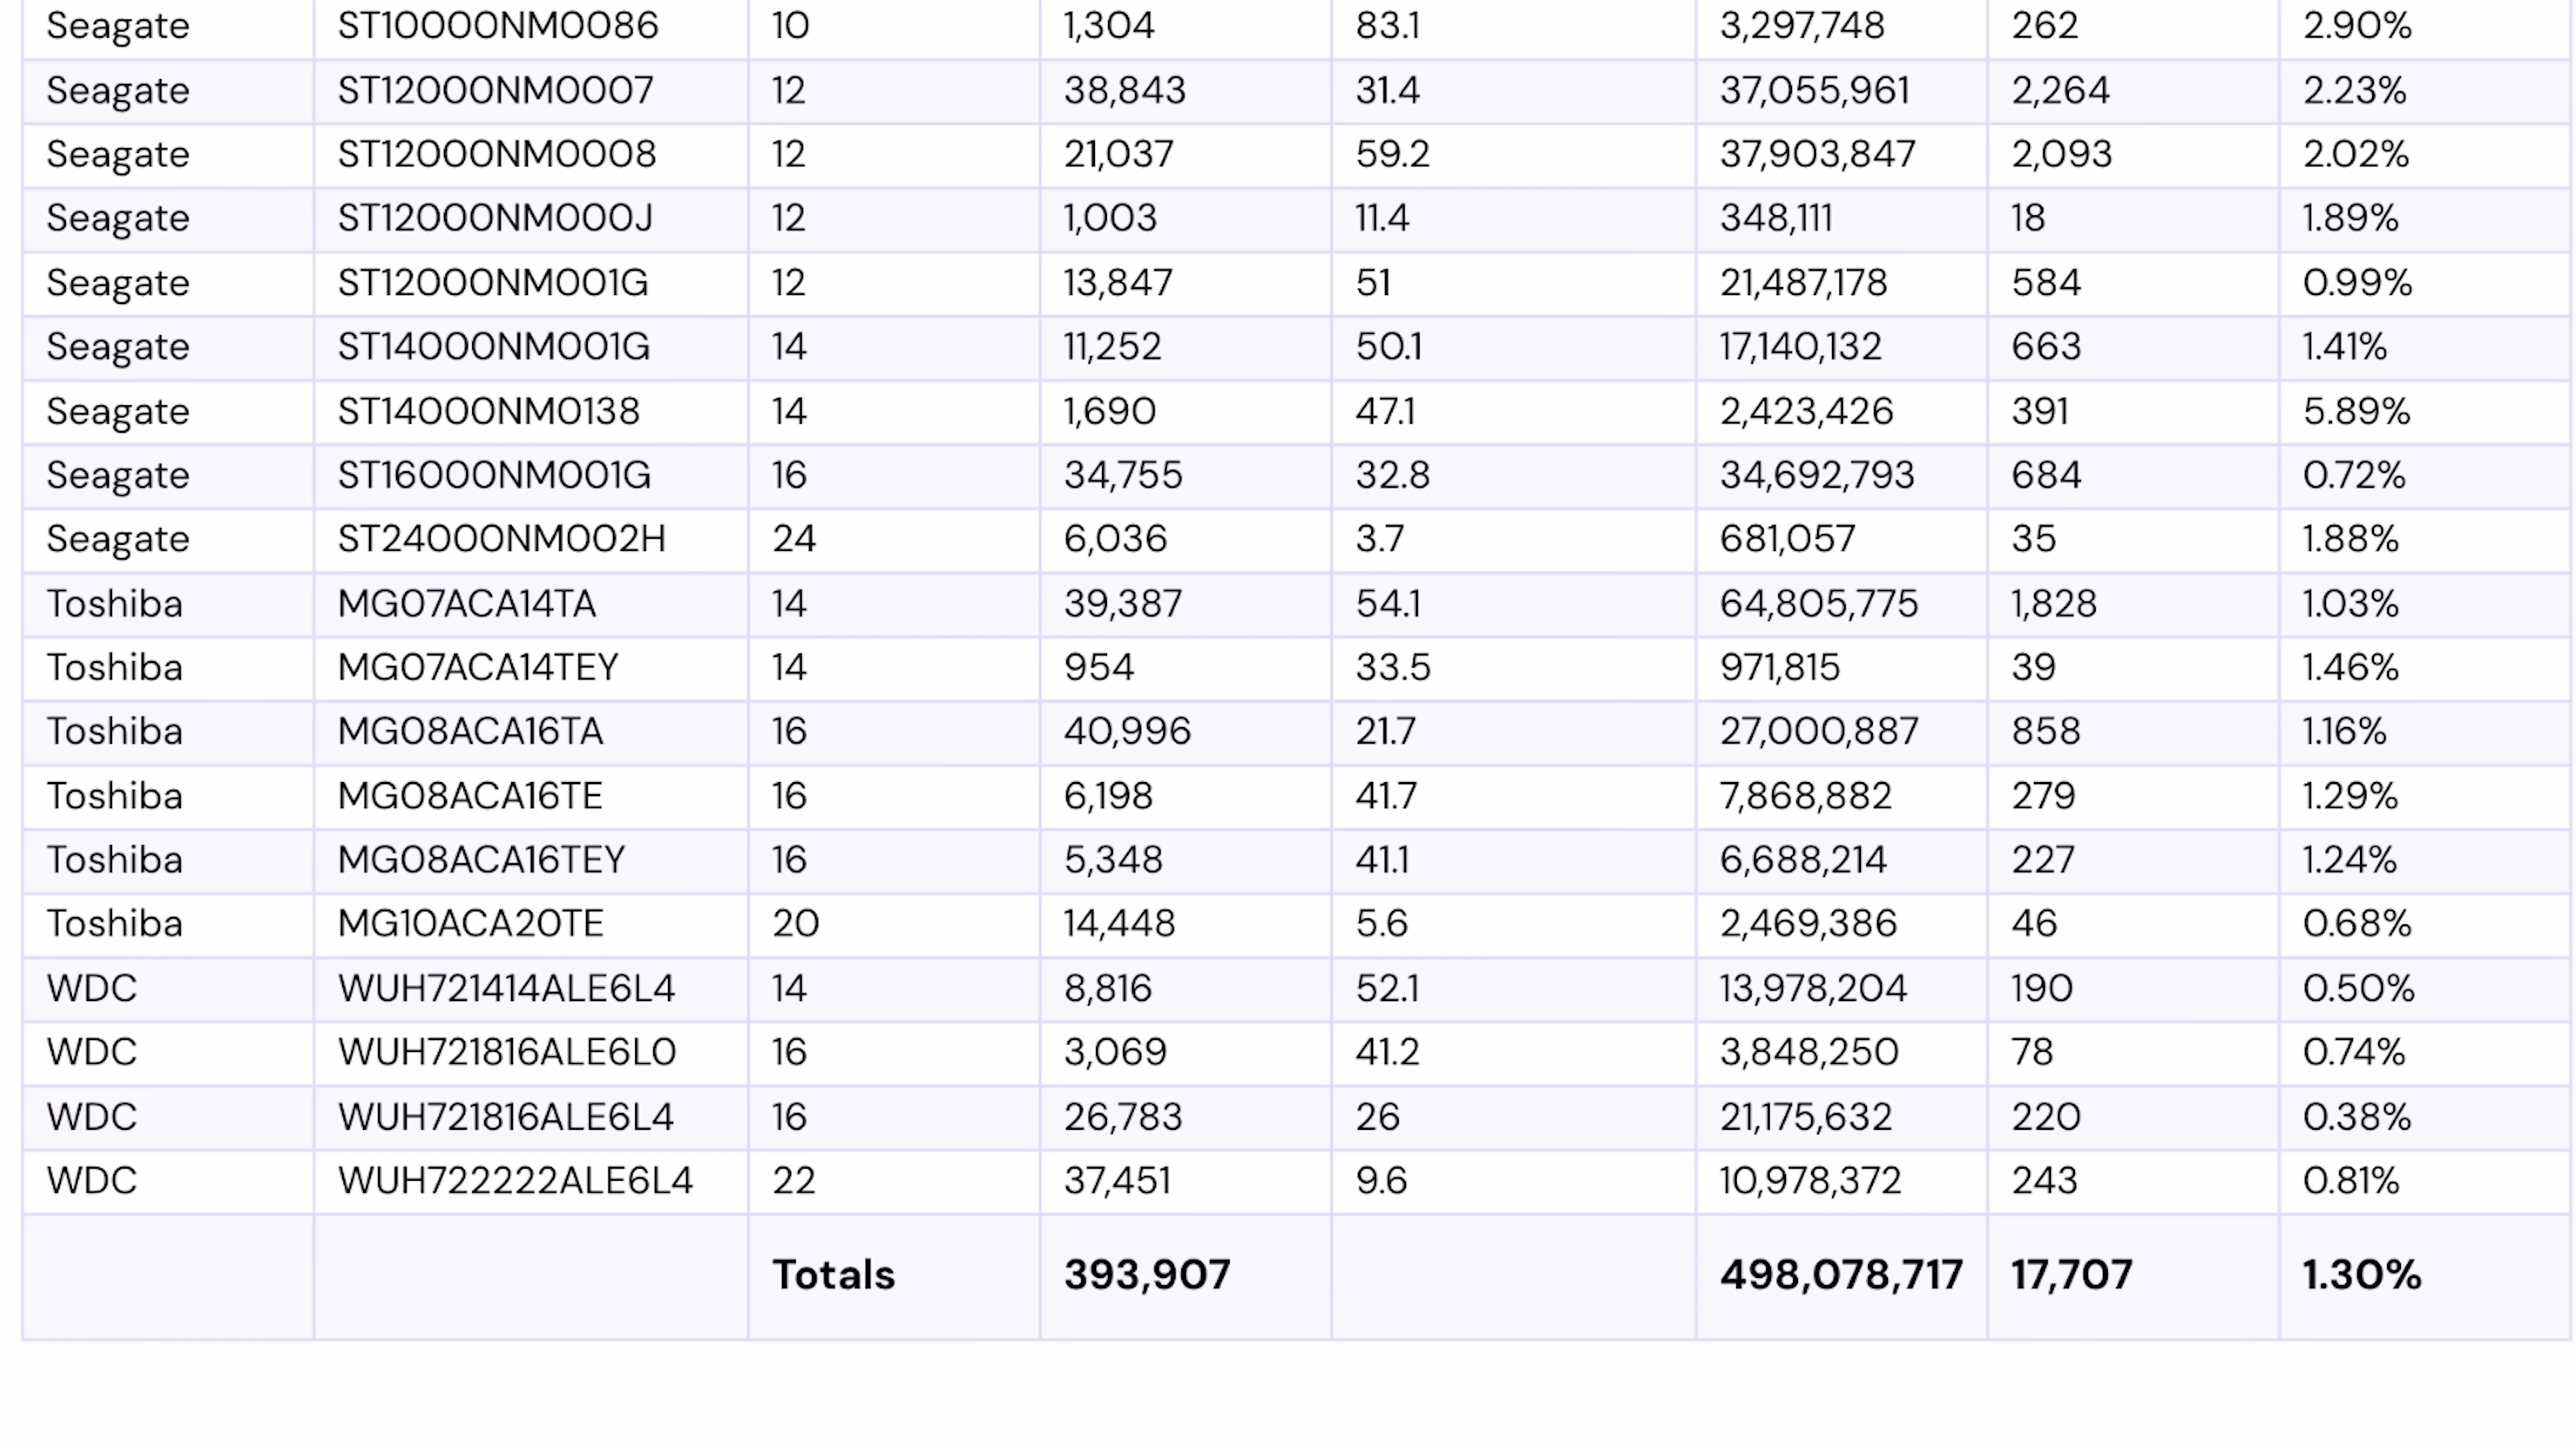 Seagate ST10000NM0086 10 1,304 83.1 3,297,748 262 2.90%
Seagate ST12000NM0007 12 38,843 31.4 37,055,961 2,264 2.23%
Seagate ST12000NM0008 12 21,037 59.2 37,903,847 2,093 2.02%
Seagate ST12000NM000J 12 1,003 11.4 348,111 18 1.89%
Seagate ST12000NM001G 12 13,847 51 21,487,178 584 0.99%
Seagate ST14000NM001G 14 11,252 50.1 17,140,132 663 1.41%
Seagate ST14000NM0138 14 1,690 47.1 2,423,426 391 5.89%
Seagate ST16000NM001G 16 34,755 32.8 34,692,793 684 0.72%
Seagate ST24000NM002H 24 6,036 3.7 681,057 35 1.88%
Toshiba MG07ACA14TA 14 39,387 54.1 64,805,775 1,828 1.03%
Toshiba MG07ACA14TEY 14 954 33.5 971,815 39 1.46%
Toshiba MG08ACA16TA 16 40,996 21.7 27,000,887 858 1.16%
Toshiba MG08ACA16TE 16 6,198 41.7 7,868,882 279 1.29%
Toshiba MG08ACA16TEY 16 5,348 41.1 6,688,214 227 1.24%
Toshiba MG10ACA20TE 20 14,448 5.6 2,469,386 46 0.68%
WDC WUH721414ALE6L4 14 8,816 52.1 13,978,204 190 0.50%
WDC WUH721816ALE6L0 16 3,069 41.2 3,848,250 78 0.74%
WDC WUH721816ALE6L4 16 26,783 26 21,175,632 220 0.38%
WDC WUH722222ALE6L4 22 37,451 9.6 10,978,372 243 0.81%
Totals 393,907 498,078,717 17,707 1.30%